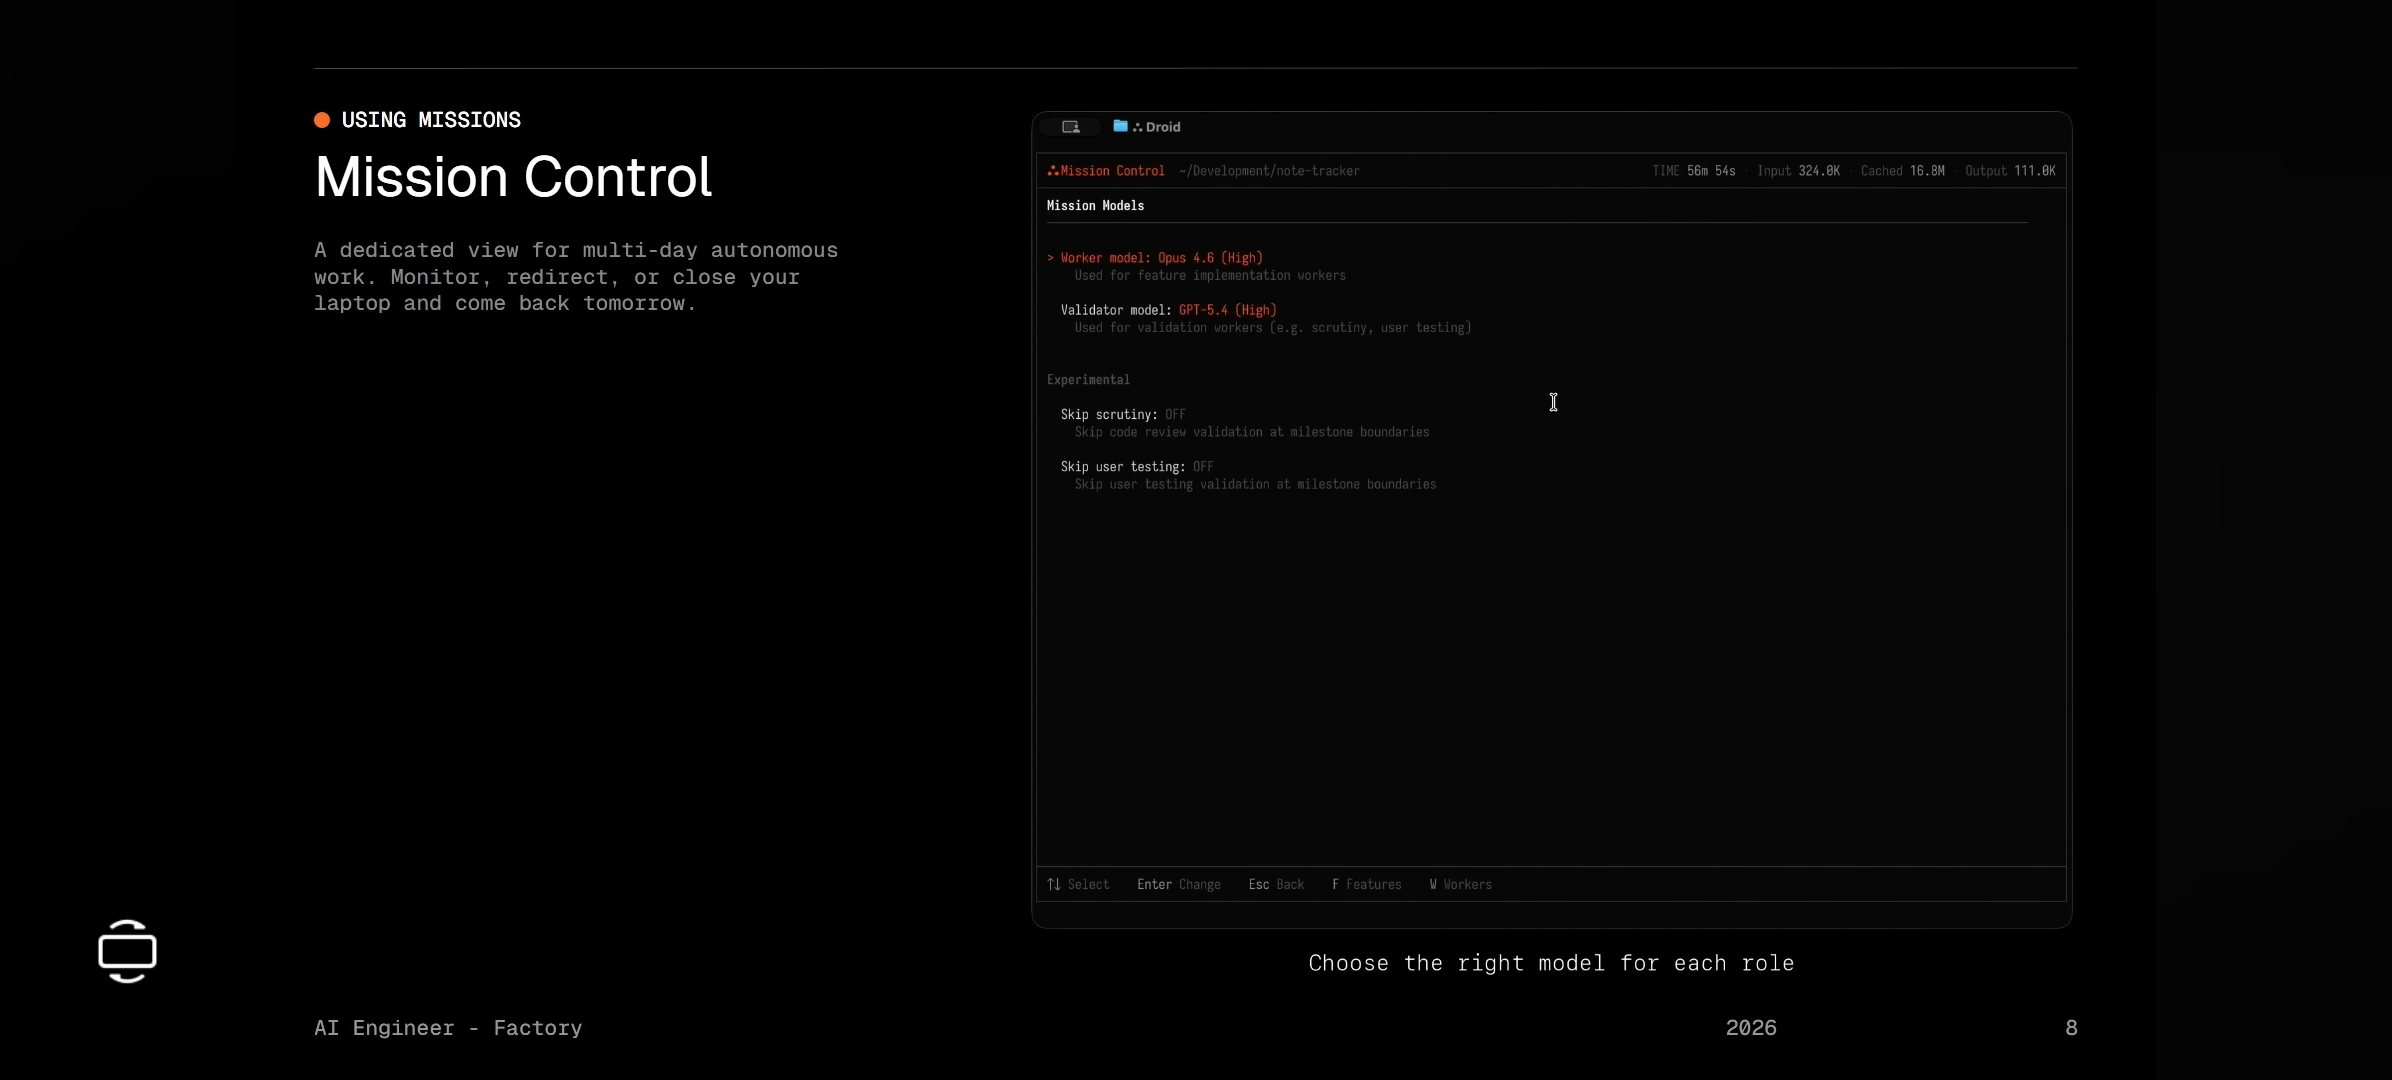 USING MISSIONS
Mission Control
A dedicated view for multi-day autonomous
work. Monitor, redirect, or close your
laptop and come back tomorrow.
Droid
Mission Control ~/Development/note-tracker TIME 56m 54s · Input 324.0K · Cached 16.8M · Output 111.0K
Mission Models
> Worker model: Opus 4.6 (High)
Used for feature implementation workers
Validator model: GPT-5.4 (High)
Used for validation workers (e.g. scrutiny, user testing)
Experimental
Skip scrutiny: OFF
Skip code review validation at milestone boundaries
Skip user testing: OFF
Skip user testing validation at milestone boundaries
↑↓ Select Enter Change Esc Back F Features W Workers
Choose the right model for each role
AI Engineer - Factory 2026 8